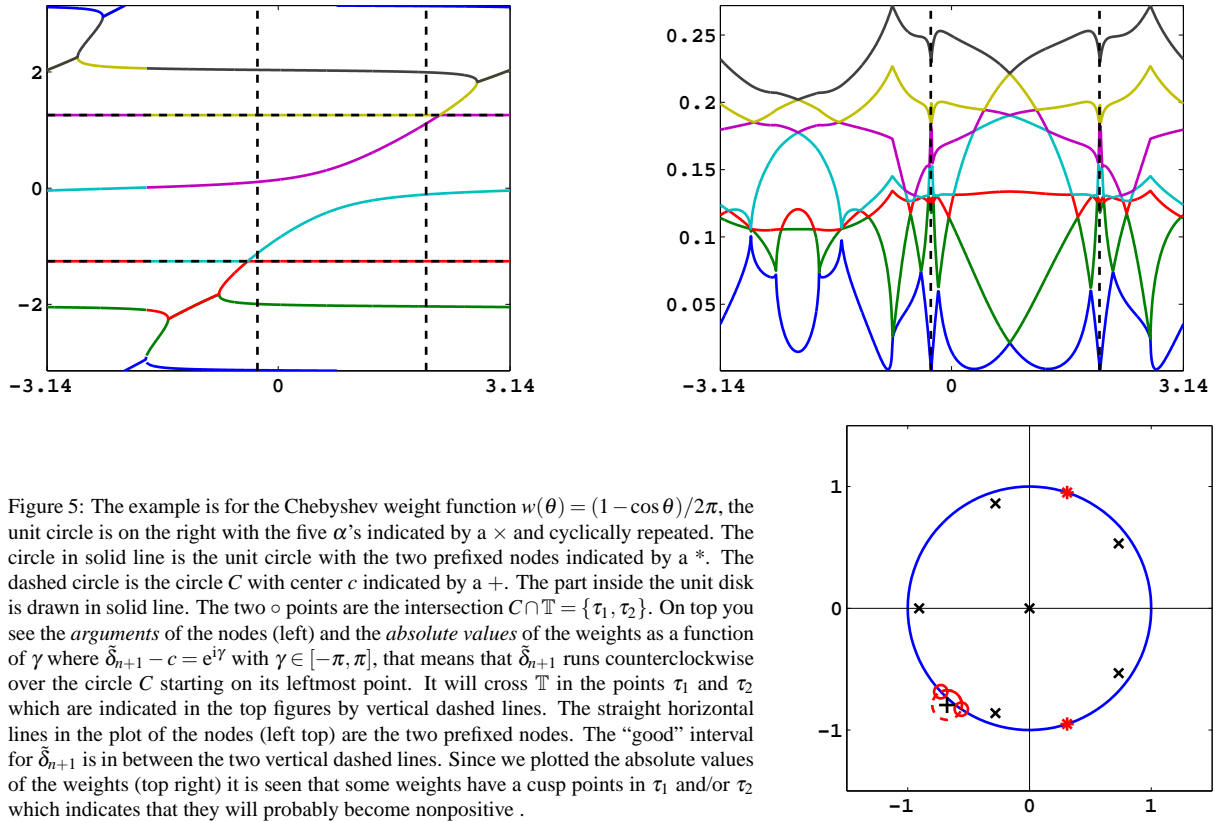 2
0
−2
−3.14 0 3.14
0.25
0.2
0.15
0.1
0.05
−3.14 0 3.14
Figure 5: The example is for the Chebyshev weight function w(θ) = (1−cosθ)/2π, the
unit circle is on the right with the five α's indicated by a × and cyclically repeated. The
circle in solid line is the unit circle with the two prefixed nodes indicated by a *. The
dashed circle is the circle C with center c indicated by a +. The part inside the unit disk
is drawn in solid line. The two ∘ points are the intersection C∩𝕋 = {τ₁, τ₂}. On top you
see the arguments of the nodes (left) and the absolute values of the weights as a function
of γ where δ̃ₙ₊₁ − c = e^{iγ} with γ ∈ [−π, π], that means that δ̃ₙ₊₁ runs counterclockwise
over the circle C starting on its leftmost point. It will cross 𝕋 in the points τ₁ and τ₂
which are indicated in the top figures by vertical dashed lines. The straight horizontal
lines in the plot of the nodes (left top) are the two prefixed nodes. The “good” interval
for δ̃ₙ₊₁ is in between the two vertical dashed lines. Since we plotted the absolute values
of the weights (top right) it is seen that some weights have a cusp points in τ₁ and/or τ₂
which indicates that they will probably become nonpositive .
1
0
−1
−1 0 1